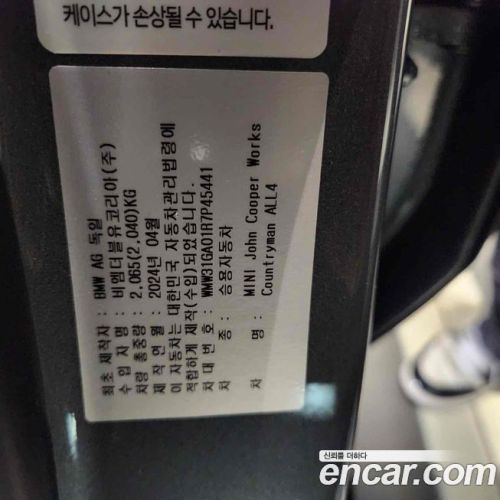 케이스가 손상될 수 있습니다.
최초 제작자 : BMW AG 독일
수 입 자 명 : 비엠더블유코리아(주)
차량 총중량 : 2,065(2,040)KG
제 작 연 월 : 2024년 04월
이 자동차는 대한민국 자동차관리법령에
적합하게 제작(수입)되었습니다.
차 대 번 호 : WMW31GA01R7P45441
차 종 : 승용자동차
차 명 : MINI John Cooper Works
Countryman ALL4
신뢰를 더하다
encar.com